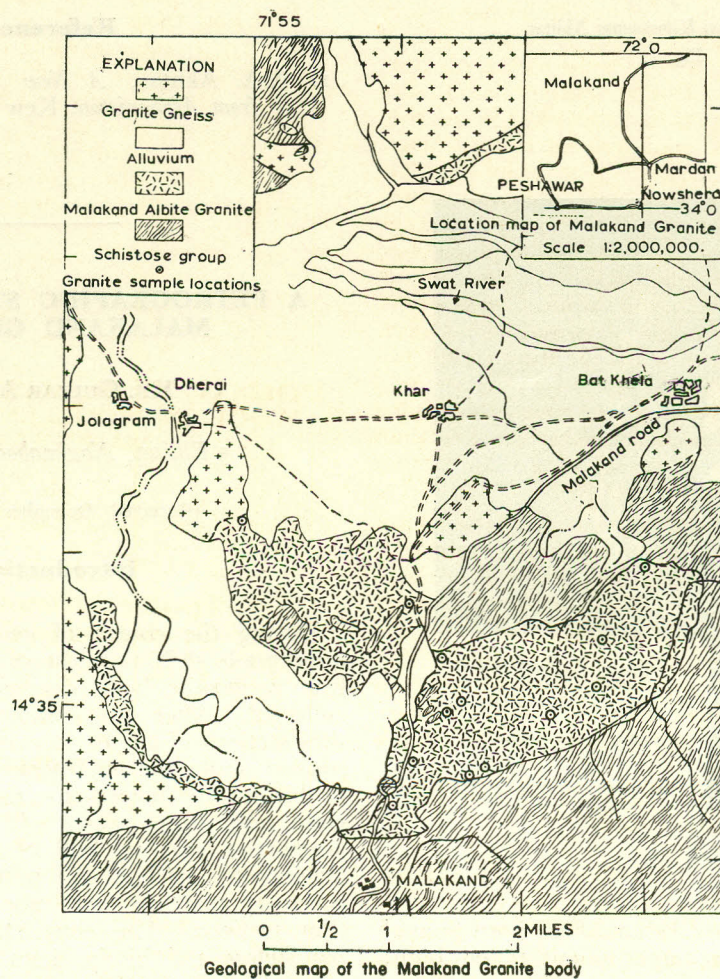 71°55
EXPLANATION
Granite Gneiss
Alluvium
Malakand Albite Granite
Schistose group
Granite sample locations
72°0
Malakand
Mardan
PESHAWAR
Nowshera
34°0
Location map of Malakand Granite
Scale 1:2,000,000.
Swat River
Dherai
Khar
Bat Khela
Jolagram
Malakand road
14°35
MALAKAND
0 1/2 1 2 MILES
Geological map of the Malakand Granite body